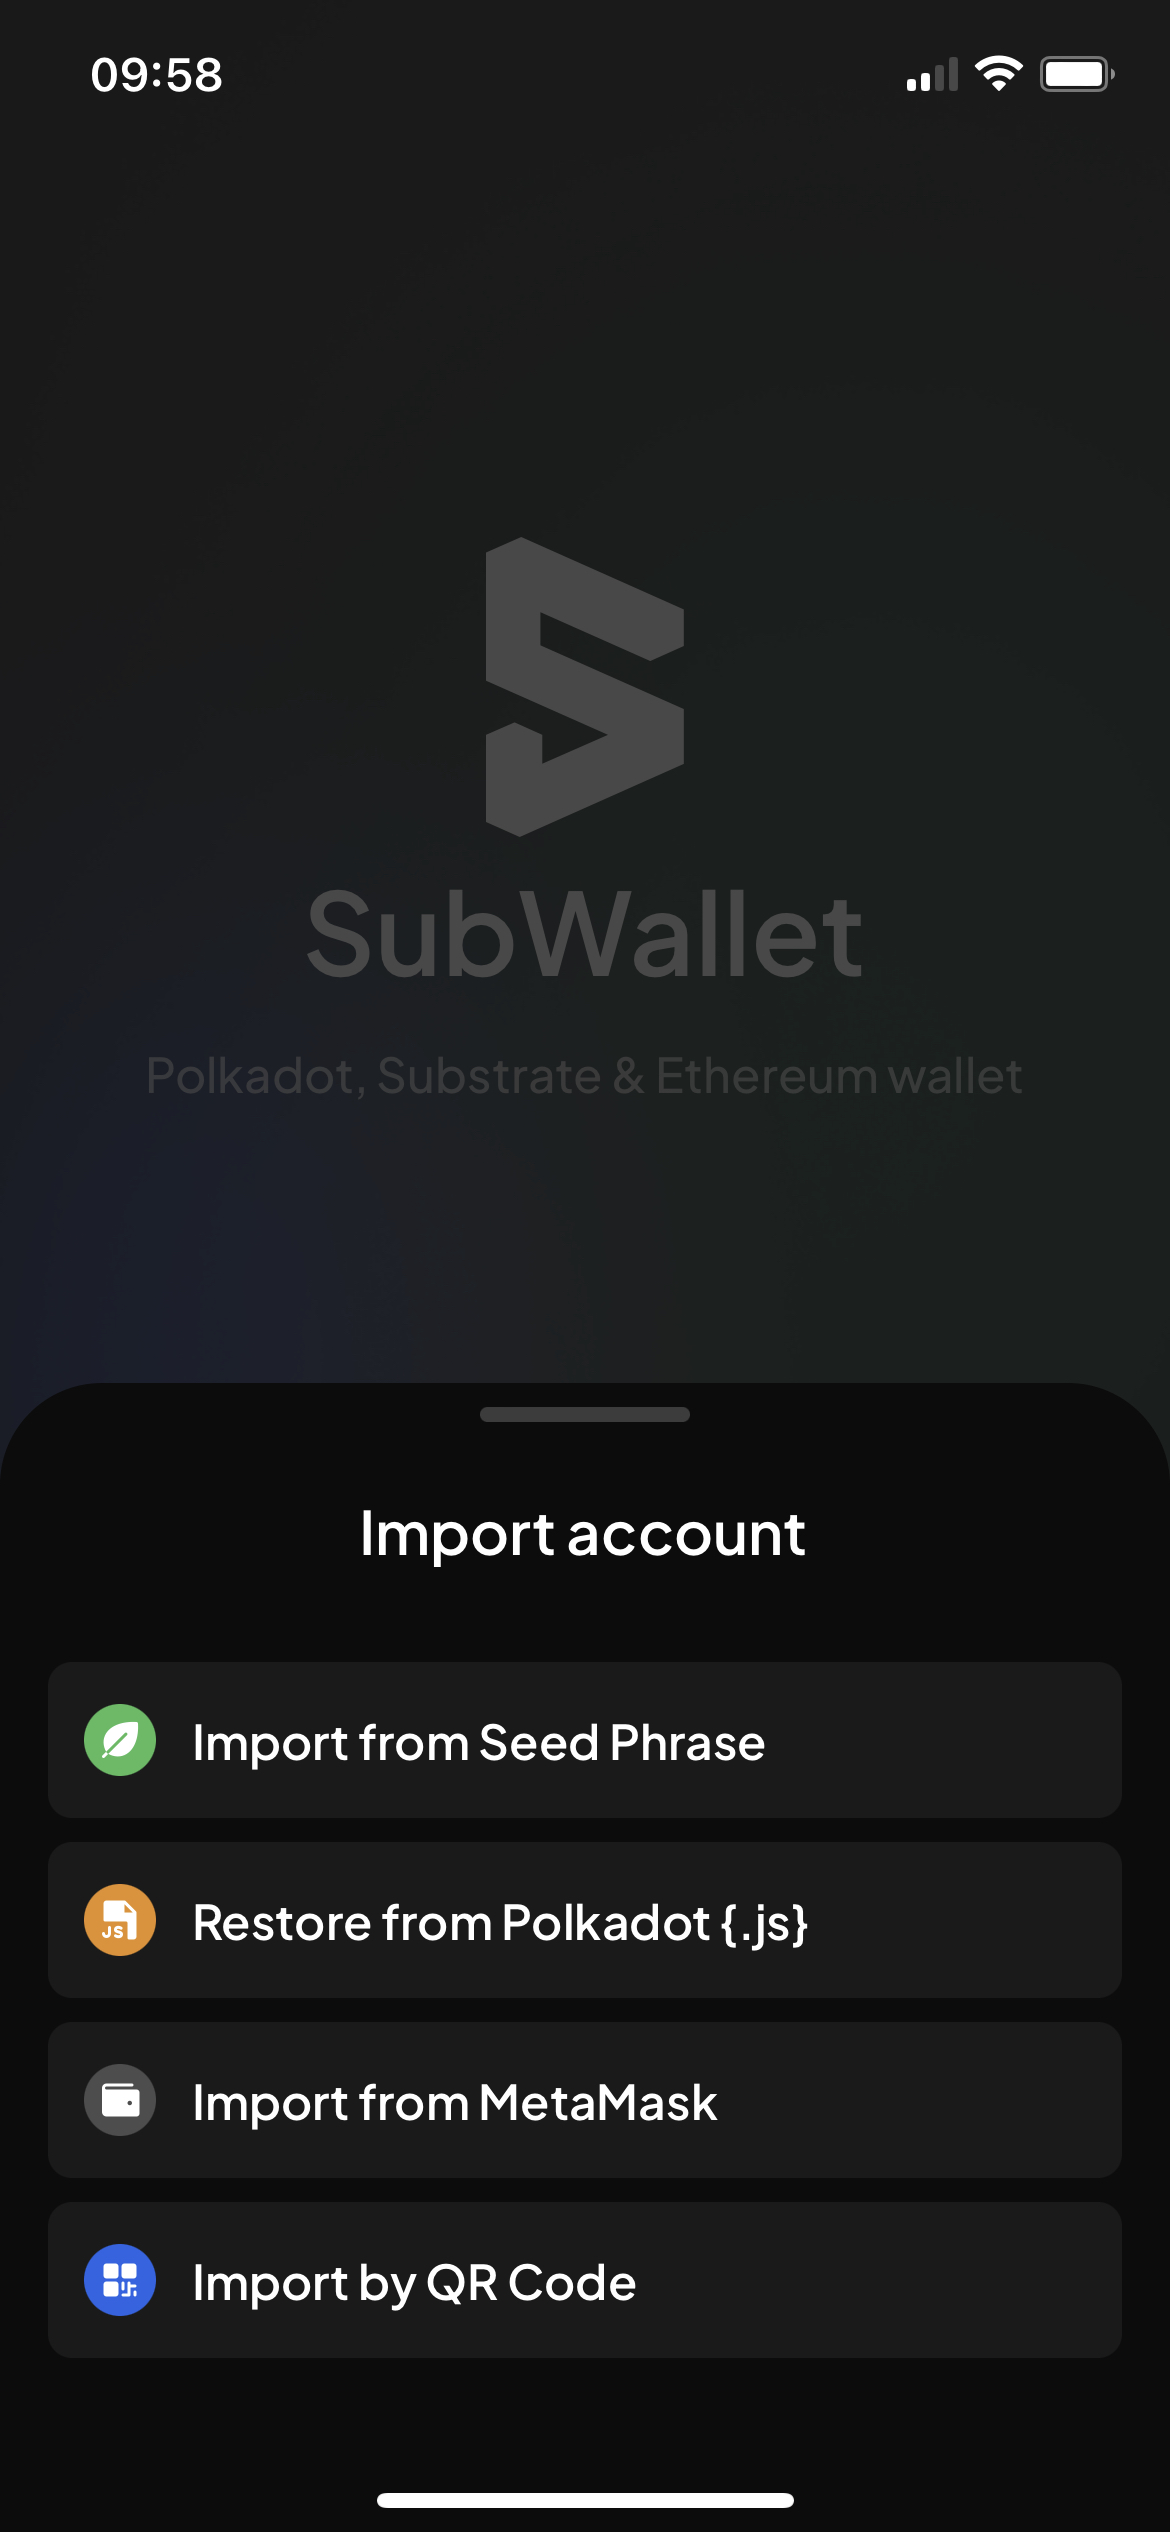 09:58
SubWallet
Polkadot, Substrate & Ethereum wallet
Import account
Import from Seed Phrase
JS
Restore from Polkadot {.js}
Import from MetaMask
Import by QR Code